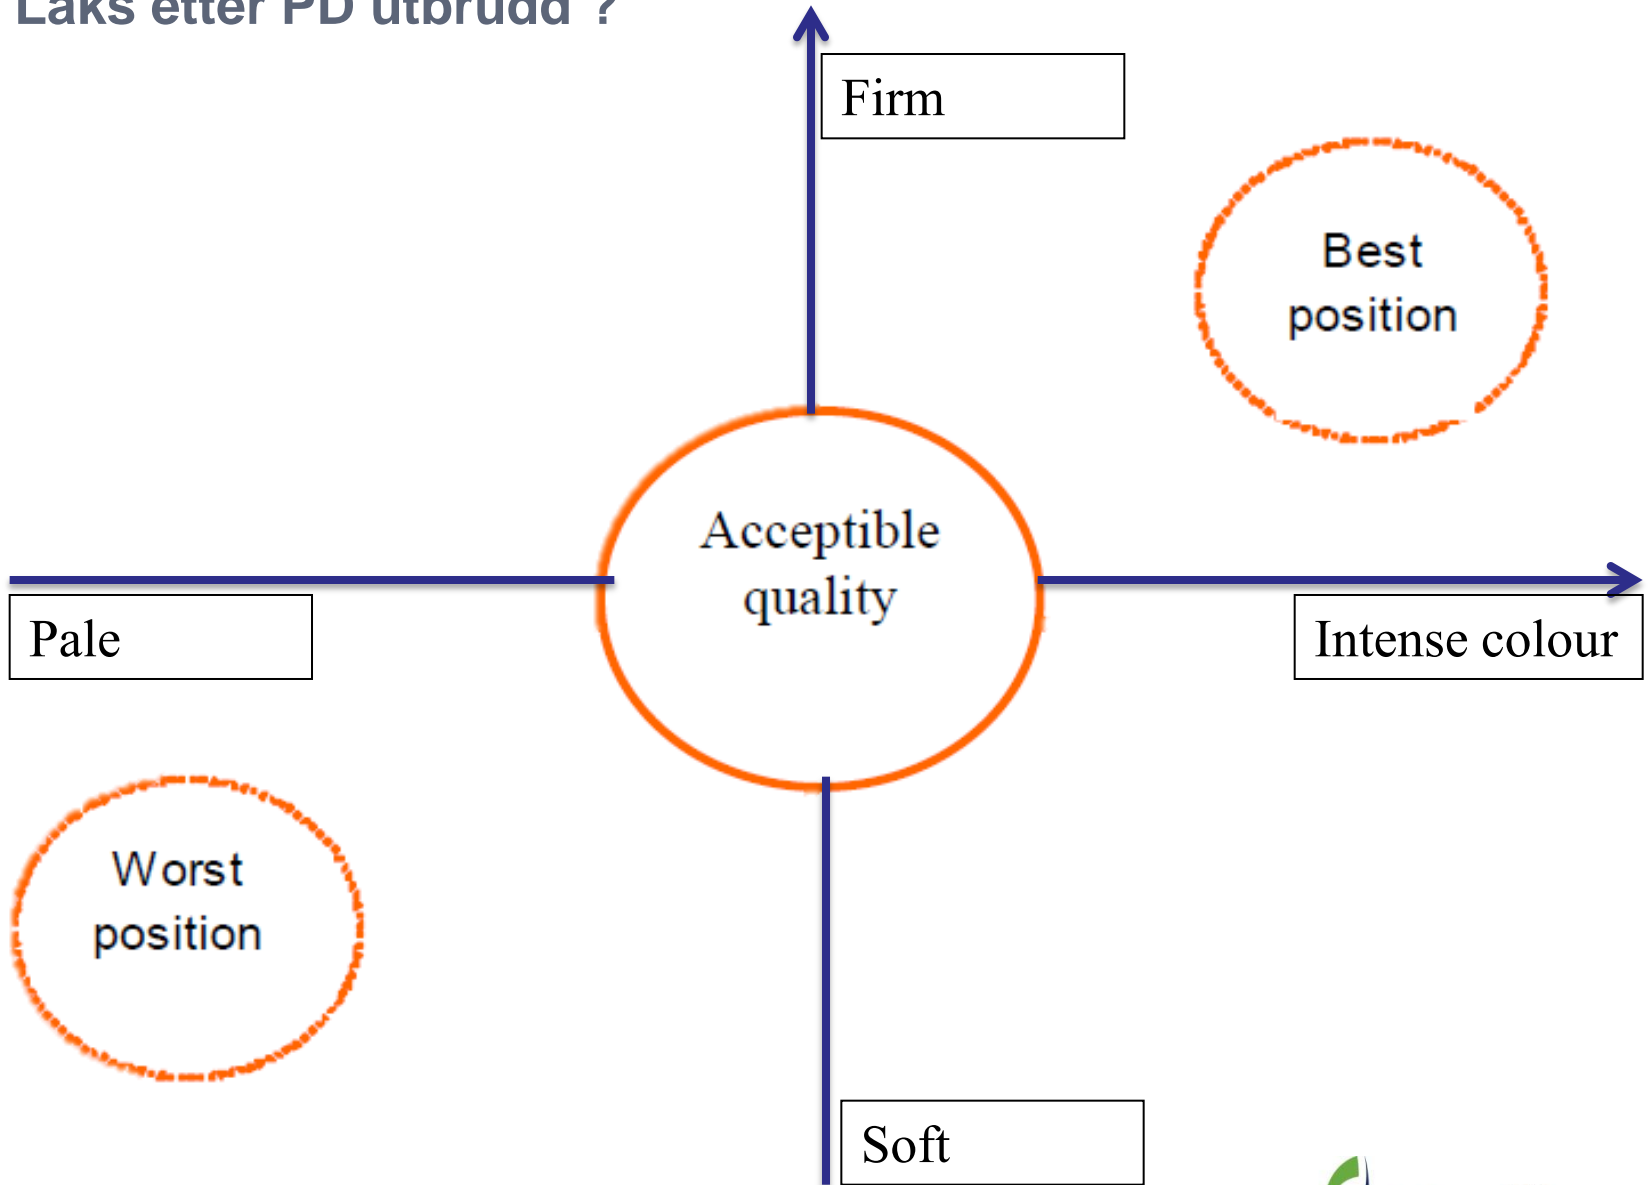 Laks etter PD utbrudd ?
Firm
Best
position
Acceptible
quality
Pale
Intense colour
Worst
position
Soft